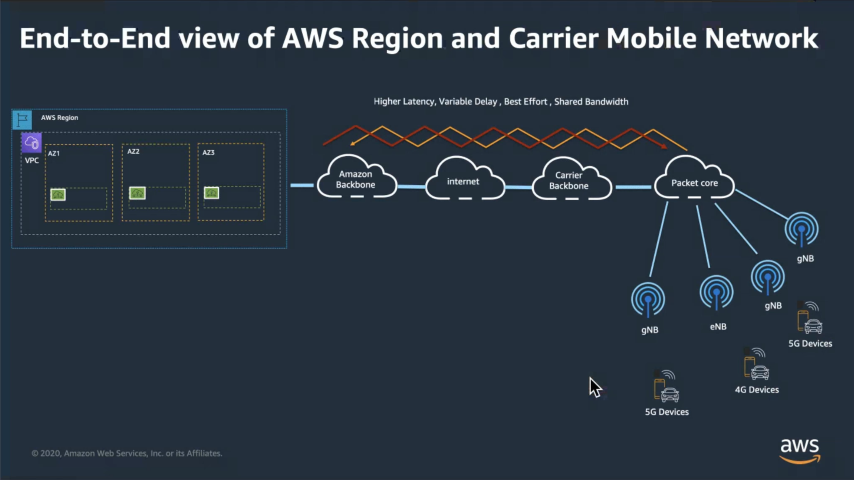 End-to-End view of AWS Region and Carrier Mobile Network
Higher Latency, Variable Delay , Best Effort , Shared Bandwidth
AWS Region
VPC
AZ1
AZ2
AZ3
Amazon
Backbone
internet
Carrier
Backbone
Packet core
gNB
gNB
eNB
gNB
5G Devices
4G Devices
5G Devices
© 2020, Amazon Web Services, Inc. or its Affiliates.
aws